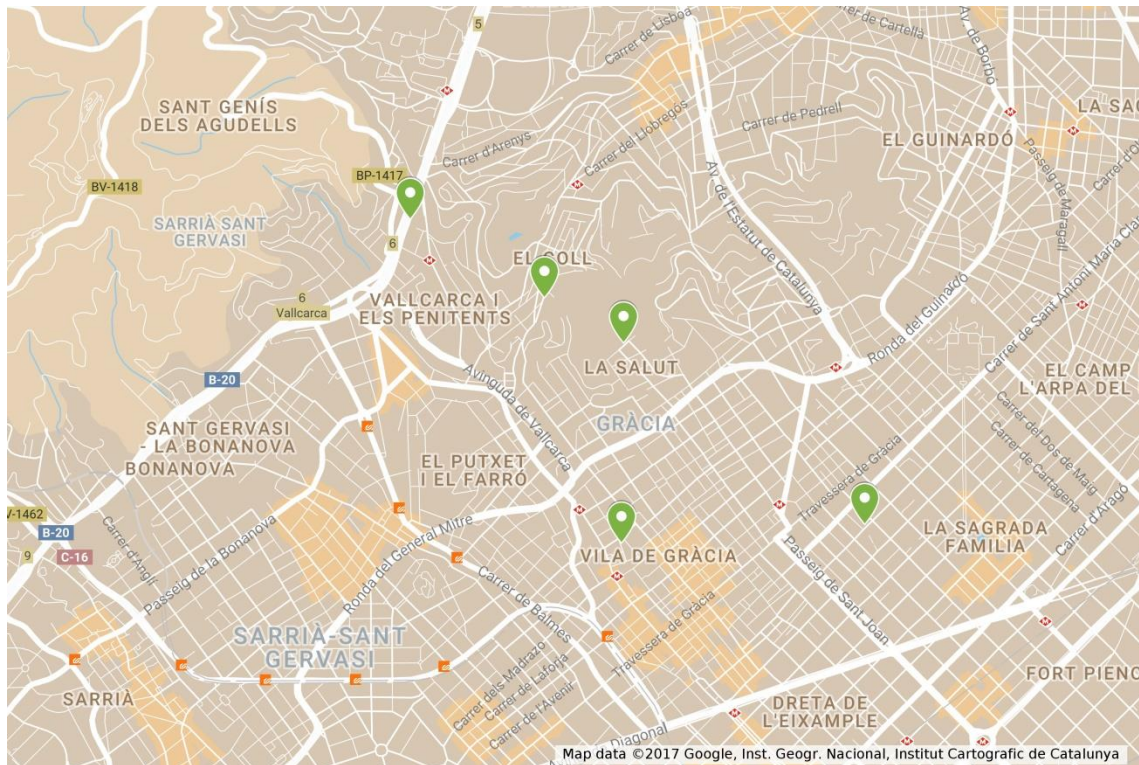 5
Carrer de Lisboa
Carrer de Cartellà
Av. de Borbó
SANT GENÍS
DELS AGUDELLS
Carrer d'Arenys
Carrer del Llobregós
Carrer de Pedrell
LA SA
EL GUINARDÓ
BP-1417
BV-1418
Passeig de Maragall
Carrer d'
SARRIÀ SANT
GERVASI
6
EL COLL
Av. de l'Estatut de Catalunya
Carrer de Sant Antoni Maria Cla
6
Vallcarca
VALLCARCA I
ELS PENITENTS
Ronda del Guinardó
B-20
LA SALUT
EL CAMP
L'ARPA DEL
Avinguda de Vallcarca
SANT GERVASI
- LA BONANOVA
BONANOVA
GRÀCIA
EL PUTXET
I EL FARRÓ
Travessera de Gràcia
Carrer del Dos de Maig
Carrer de Cartagena
Carrer d'Aragó
V-1462
B-20
C-16
9
Carrer d'Anglí
Passeig de la Bonanova
Ronda del General Mitre
VILA DE GRÀCIA
LA SAGRADA
FAMILIA
Passeig de Sant Joan
Carrer de Balmes
Travessera de Gràcia
SARRIÀ-SANT
GERVASI
Carrer dels Madrazo
Carrer de Laforja
Carrer de l'Avenir
SARRIÀ
FORT PIENC
DRETA DE
L'EIXAMPLE
Diagonal
Map data ©2017 Google, Inst. Geogr. Nacional, Institut Cartografic de Catalunya